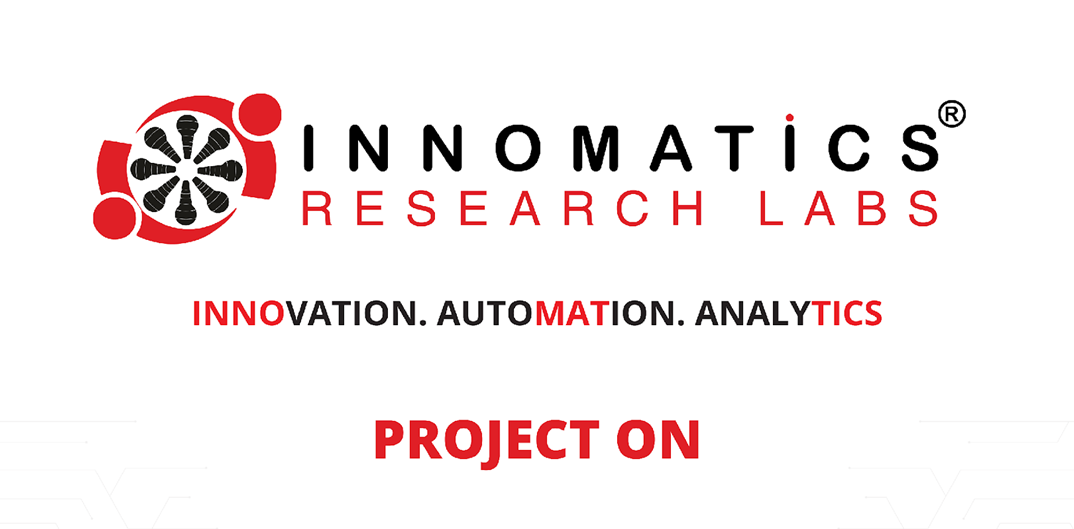 INNOMATICS®
RESEARCH LABS
INNOVATION. AUTOMATION. ANALYTICS
PROJECT ON